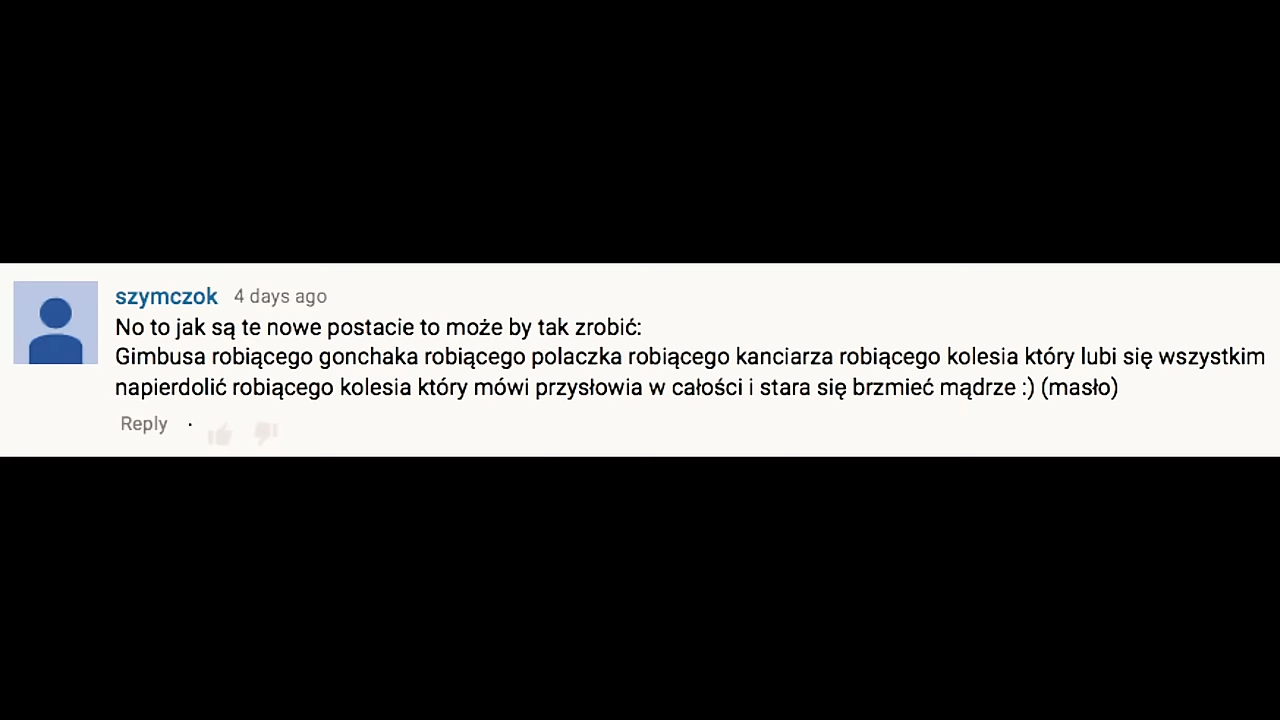 szymczok 4 days ago
No to jak są te nowe postacie to może by tak zrobić:
Gimbusa robiącego gonchaka robiącego polaczka robiącego kanciarza robiącego kolesia który lubi się wszystkim
napierdolić robiącego kolesia który mówi przysłowia w całości i stara się brzmieć mądrze :) (masło)
Reply ·